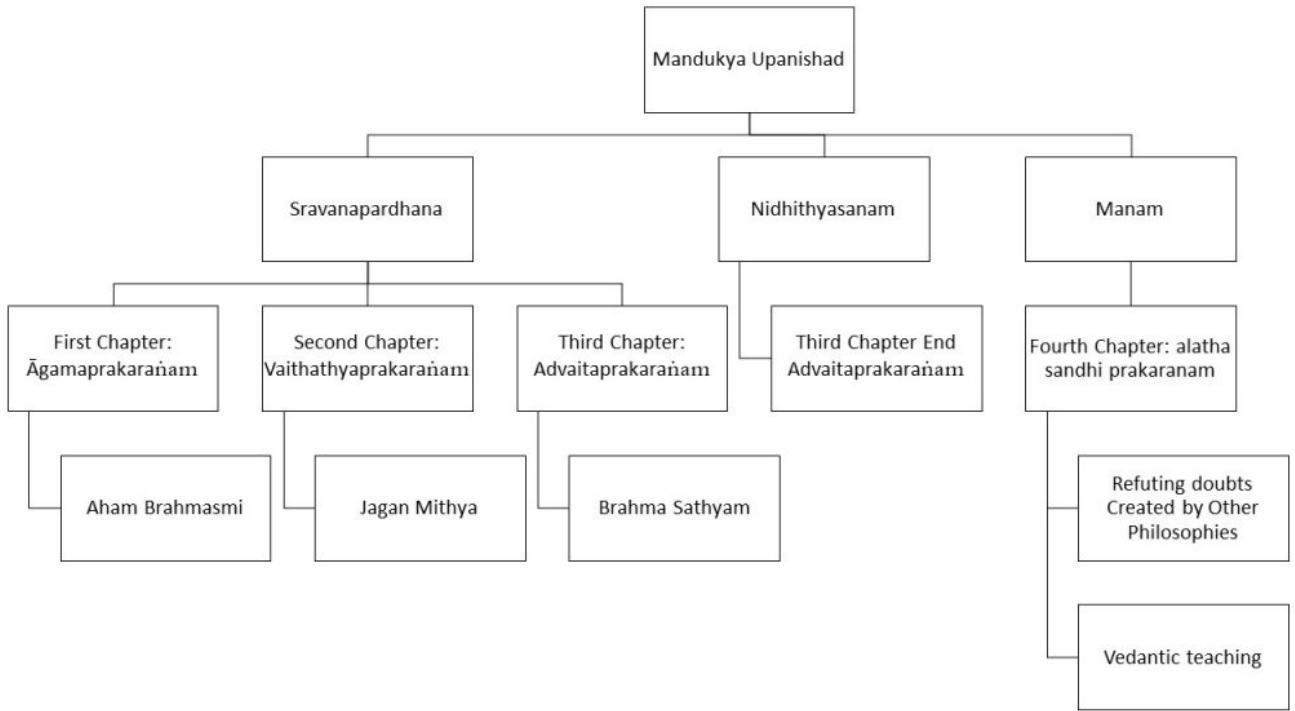 Mandukya Upanishad
Sravanapardhana
Nidhithyasanam
Manam
First Chapter:
Āgamaprakaraṅam
Second Chapter:
Vaithathyaprakaraṅam
Third Chapter:
Advaitaprakaraṅam
Third Chapter End
Advaitaprakaraṅam
Fourth Chapter: alatha
sandhi prakaranam
Aham Brahmasmi
Jagan Mithya
Brahma Sathyam
Refuting doubts
Created by Other
Philosophies
Vedantic teaching